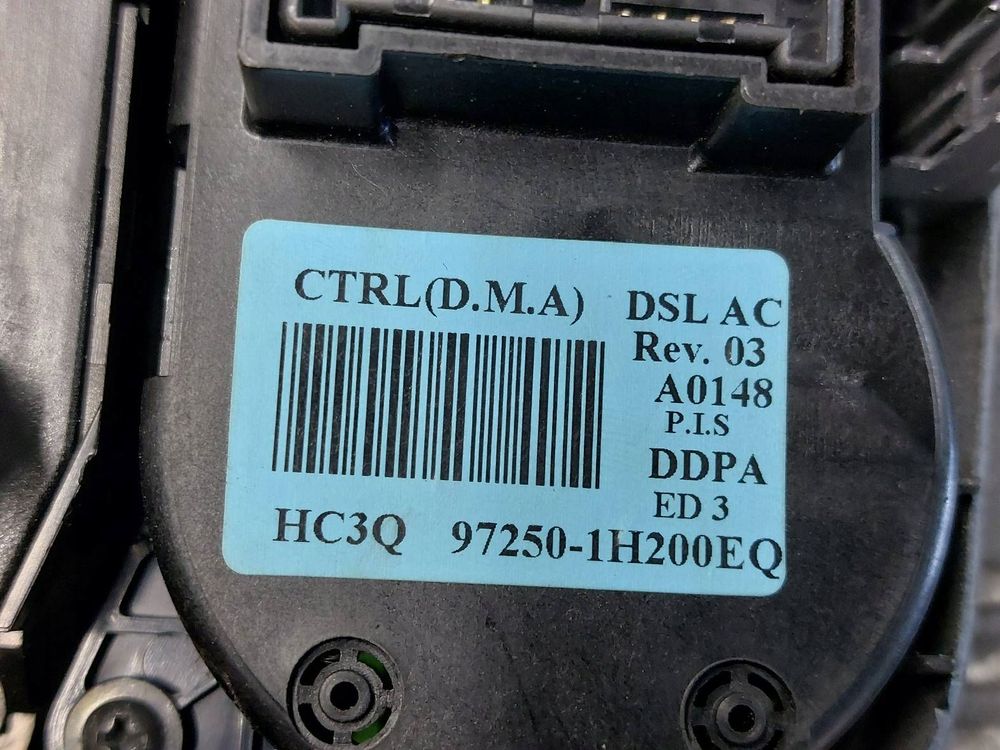 CTRL(D.M.A) DSL AC
Rev. 03
A0148
P.I.S
DDPA
ED 3
HC3Q 97250-1H200EQ